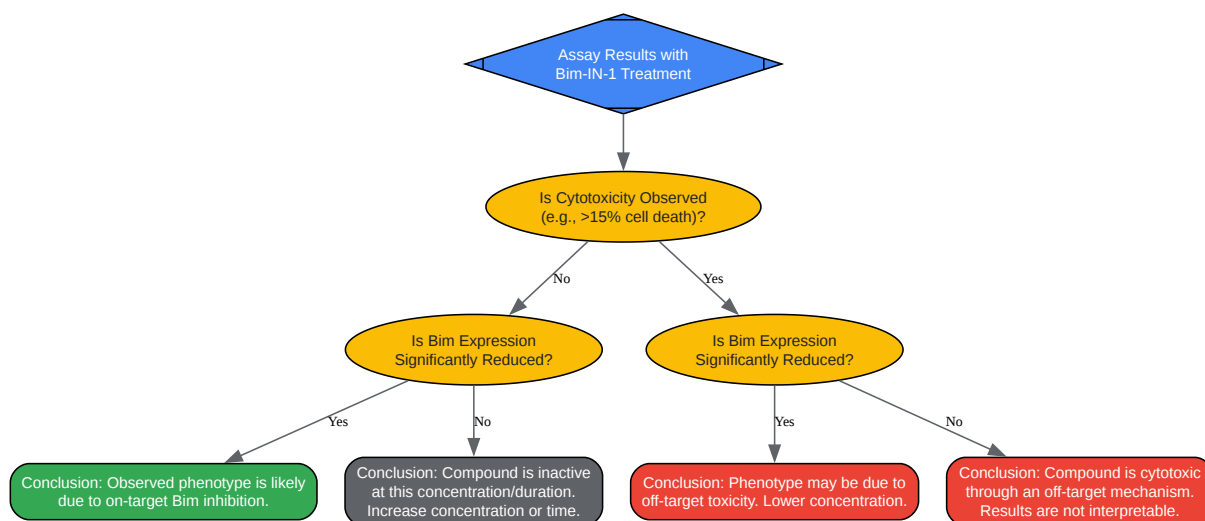 Assay Results with
Bim-IN-1 Treatment
Is Cytotoxicity Observed
(e.g., >15% cell death)?
No
Yes
Is Bim Expression
Significantly Reduced?
Is Bim Expression
Significantly Reduced?
Yes
No
Yes
No
Conclusion: Observed phenotype is likely
due to on-target Bim inhibition.
Conclusion: Compound is inactive
at this concentration/duration.
Increase concentration or time.
Conclusion: Phenotype may be due to
off-target toxicity. Lower concentration.
Conclusion: Compound is cytotoxic
through an off-target mechanism.
Results are not interpretable.